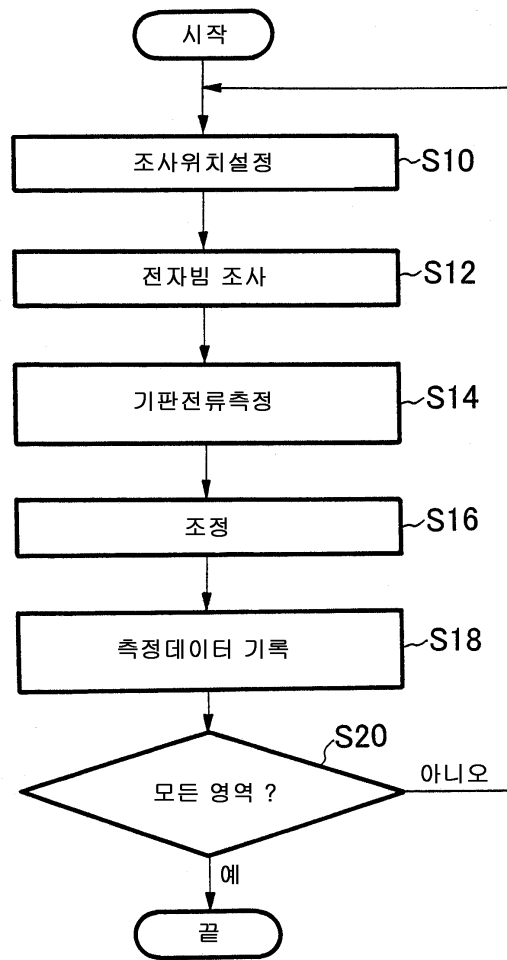 시작
조사위치설정
S10
전자빔 조사
S12
기판전류측정
S14
조정
S16
측정데이터 기록
S18
S20
모든 영역 ?
아니오
예
끝